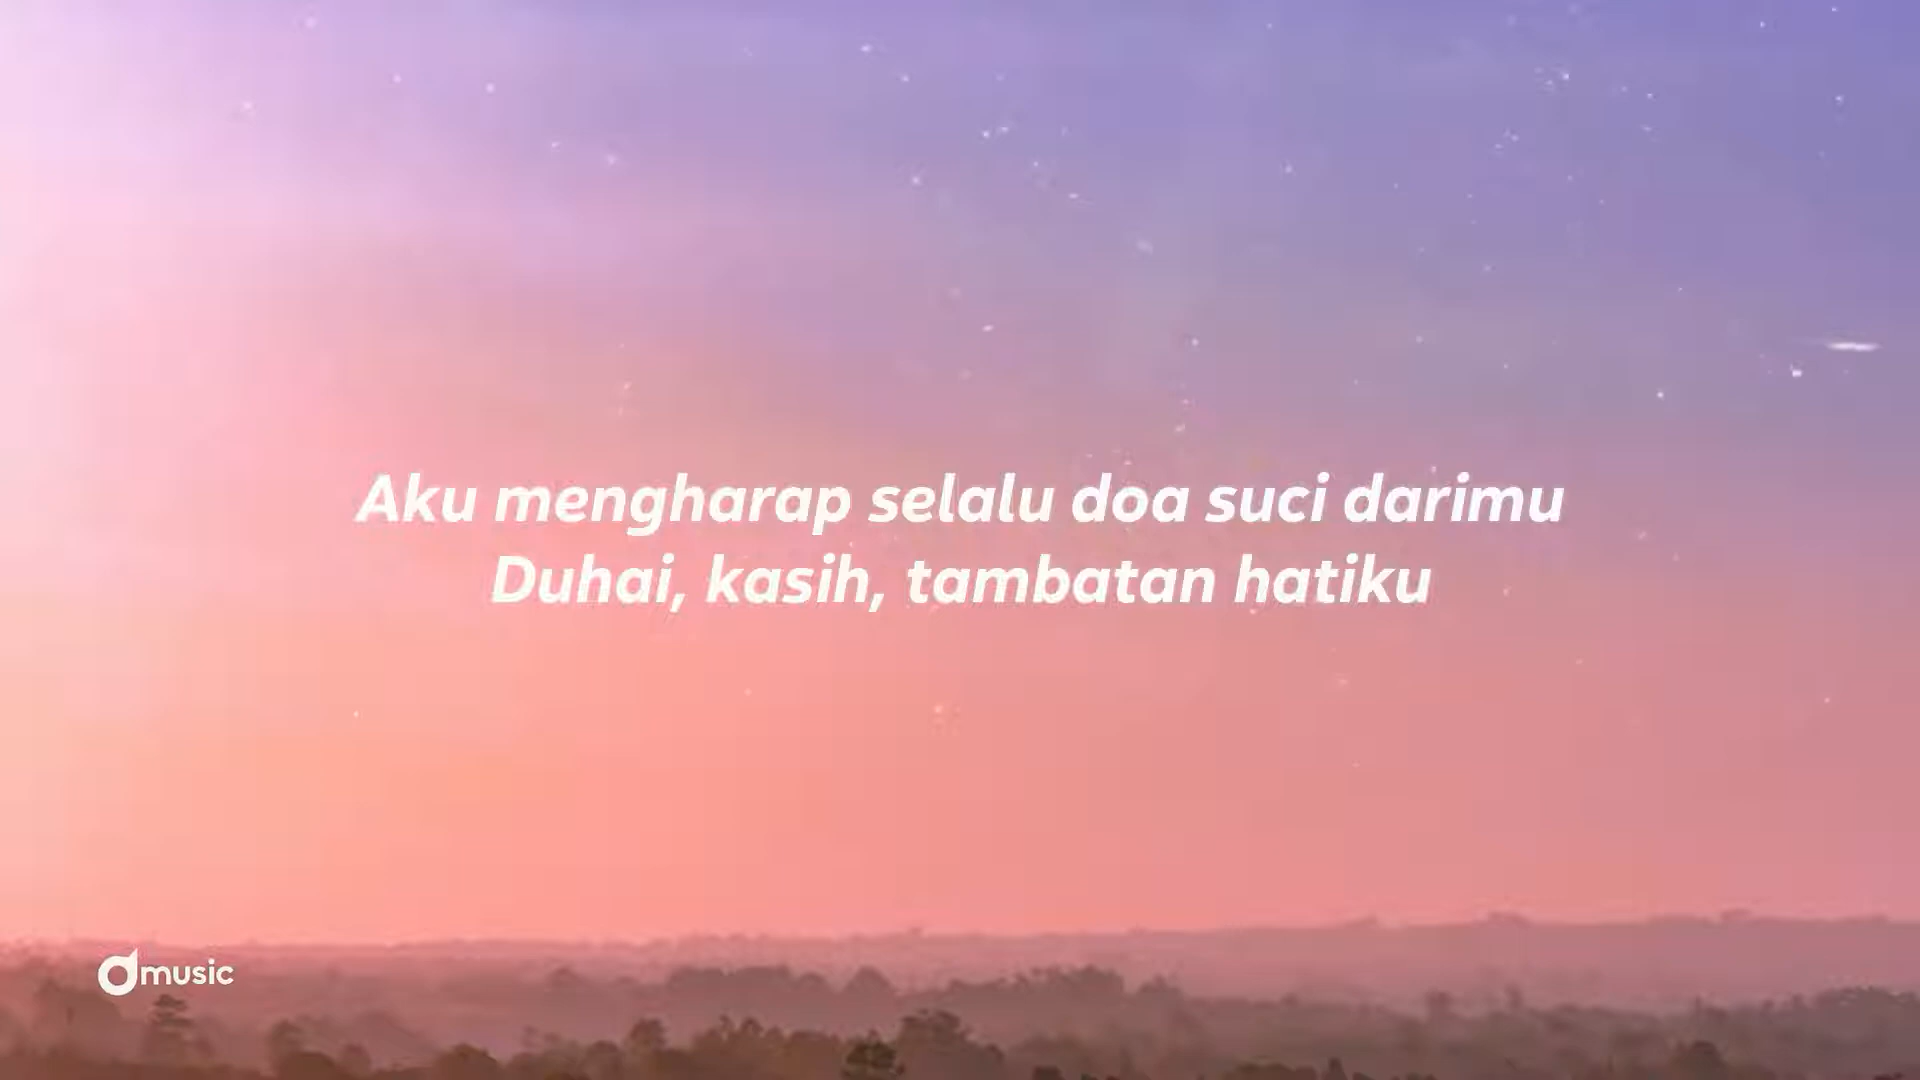 Aku mengharap selalu doa suci darimu
Duhai, kasih, tambatan hatiku
music